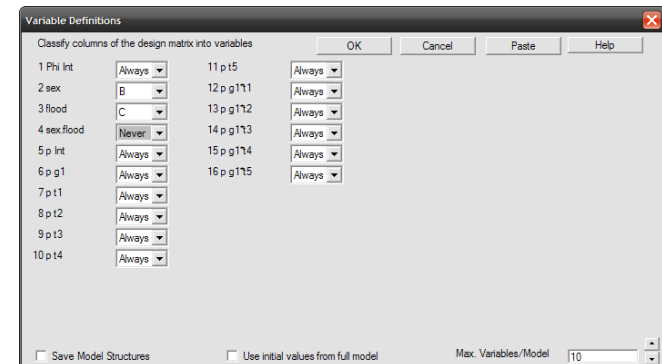 Variable Definitions
Classify columns of the design matrix into variables OK Cancel Paste Help
1 Phi Int Always 11 p t5 Always
2 sex B 12 p g1*t1 Always
3 flood C 13 p g1*t2 Always
4 sex.flood Never 14 p g1*t3 Always
5 p Int Always 15 p g1*t4 Always
6 p g1 Always 16 p g1*t5 Always
7 p t1 Always
8 p t2 Always
9 p t3 Always
10 p t4 Always
Save Model Structures Use initial values from full model Max. Variables/Model 10